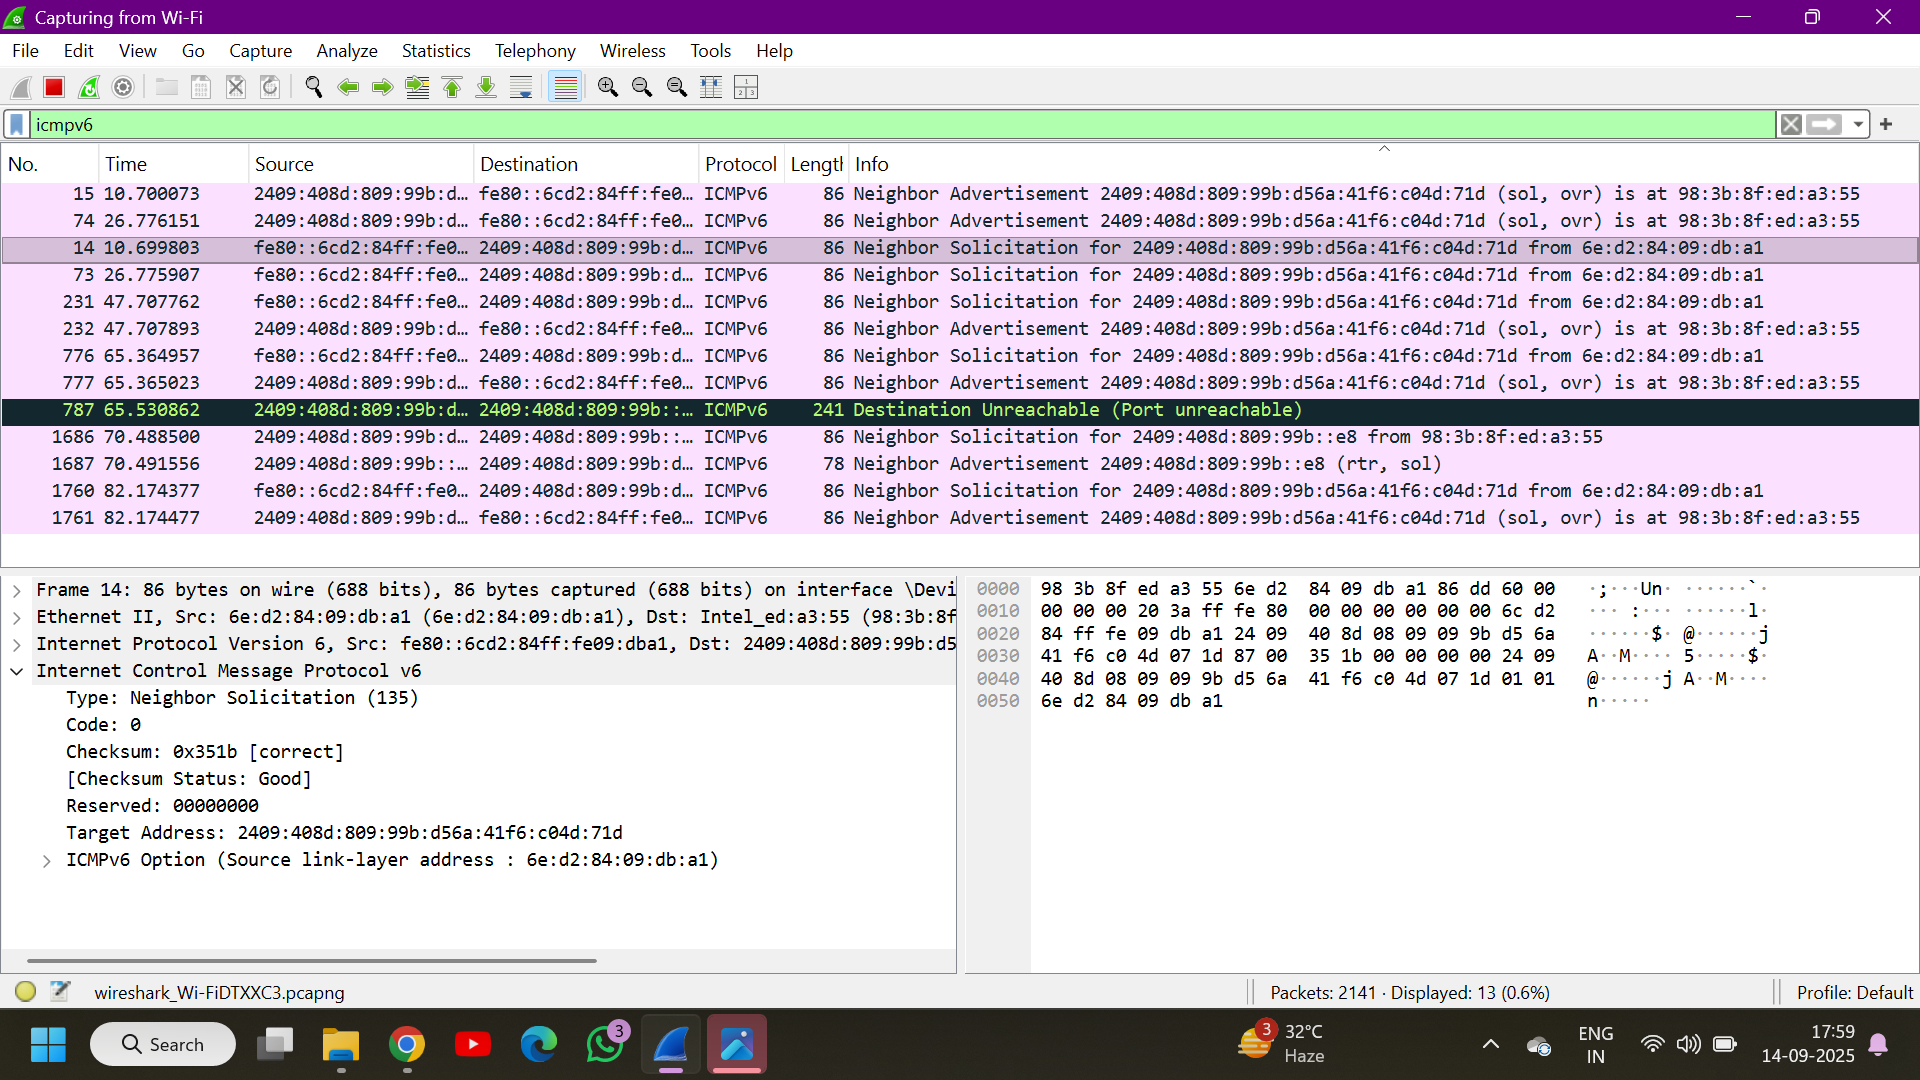 Capturing from Wi-Fi
File Edit View Go Capture Analyze Statistics Telephony Wireless Tools Help
icmpv6
No. Time Source Destination Protocol Length Info
15 10.700073 2409:408d:809:99b:d… fe80::6cd2:84ff:fe0… ICMPv6 86 Neighbor Advertisement 2409:408d:809:99b:d56a:41f6:c04d:71d (sol, ovr) is at 98:3b:8f:ed:a3:55
74 26.776151 2409:408d:809:99b:d… fe80::6cd2:84ff:fe0… ICMPv6 86 Neighbor Advertisement 2409:408d:809:99b:d56a:41f6:c04d:71d (sol, ovr) is at 98:3b:8f:ed:a3:55
14 10.699803 fe80::6cd2:84ff:fe0… 2409:408d:809:99b:d… ICMPv6 86 Neighbor Solicitation for 2409:408d:809:99b:d56a:41f6:c04d:71d from 6e:d2:84:09:db:a1
73 26.775907 fe80::6cd2:84ff:fe0… 2409:408d:809:99b:d… ICMPv6 86 Neighbor Solicitation for 2409:408d:809:99b:d56a:41f6:c04d:71d from 6e:d2:84:09:db:a1
231 47.707762 fe80::6cd2:84ff:fe0… 2409:408d:809:99b:d… ICMPv6 86 Neighbor Solicitation for 2409:408d:809:99b:d56a:41f6:c04d:71d from 6e:d2:84:09:db:a1
232 47.707893 2409:408d:809:99b:d… fe80::6cd2:84ff:fe0… ICMPv6 86 Neighbor Advertisement 2409:408d:809:99b:d56a:41f6:c04d:71d (sol, ovr) is at 98:3b:8f:ed:a3:55
776 65.364957 fe80::6cd2:84ff:fe0… 2409:408d:809:99b:d… ICMPv6 86 Neighbor Solicitation for 2409:408d:809:99b:d56a:41f6:c04d:71d from 6e:d2:84:09:db:a1
777 65.365023 2409:408d:809:99b:d… fe80::6cd2:84ff:fe0… ICMPv6 86 Neighbor Advertisement 2409:408d:809:99b:d56a:41f6:c04d:71d (sol, ovr) is at 98:3b:8f:ed:a3:55
787 65.530862 2409:408d:809:99b:d… 2409:408d:809:99b::… ICMPv6 241 Destination Unreachable (Port unreachable)
1686 70.488500 2409:408d:809:99b:d… 2409:408d:809:99b::… ICMPv6 86 Neighbor Solicitation for 2409:408d:809:99b::e8 from 98:3b:8f:ed:a3:55
1687 70.491556 2409:408d:809:99b::… 2409:408d:809:99b:d… ICMPv6 78 Neighbor Advertisement 2409:408d:809:99b::e8 (rtr, sol)
1760 82.174377 fe80::6cd2:84ff:fe0… 2409:408d:809:99b:d… ICMPv6 86 Neighbor Solicitation for 2409:408d:809:99b:d56a:41f6:c04d:71d from 6e:d2:84:09:db:a1
1761 82.174477 2409:408d:809:99b:d… fe80::6cd2:84ff:fe0… ICMPv6 86 Neighbor Advertisement 2409:408d:809:99b:d56a:41f6:c04d:71d (sol, ovr) is at 98:3b:8f:ed:a3:55
Frame 14: 86 bytes on wire (688 bits), 86 bytes captured (688 bits) on interface \Devi
Ethernet II, Src: 6e:d2:84:09:db:a1 (6e:d2:84:09:db:a1), Dst: Intel_ed:a3:55 (98:3b:8f
Internet Protocol Version 6, Src: fe80::6cd2:84ff:fe09:dba1, Dst: 2409:408d:809:99b:d5
Internet Control Message Protocol v6
Type: Neighbor Solicitation (135)
Code: 0
Checksum: 0x351b [correct]
[Checksum Status: Good]
Reserved: 00000000
Target Address: 2409:408d:809:99b:d56a:41f6:c04d:71d
ICMPv6 Option (Source link-layer address : 6e:d2:84:09:db:a1)
0000 98 3b 8f ed a3 55 6e d2 84 09 db a1 86 dd 60 00 ·;···Un· ······`·
0010 00 00 00 20 3a ff fe 80 00 00 00 00 00 00 6c d2 ··· :··· ······l·
0020 84 ff fe 09 db a1 24 09 40 8d 08 09 09 9b d5 6a ······$· @······j
0030 41 f6 c0 4d 07 1d 87 00 35 1b 00 00 00 00 24 09 A··M···· 5·····$·
0040 40 8d 08 09 09 9b d5 6a 41 f6 c0 4d 07 1d 01 01 @······j A··M····
0050 6e d2 84 09 db a1 n·····
wireshark_Wi-FiDTXXC3.pcapng Packets: 2141 · Displayed: 13 (0.6%) Profile: Default
Search
3
3
32°C
Haze
ENG
IN
17:59
14-09-2025